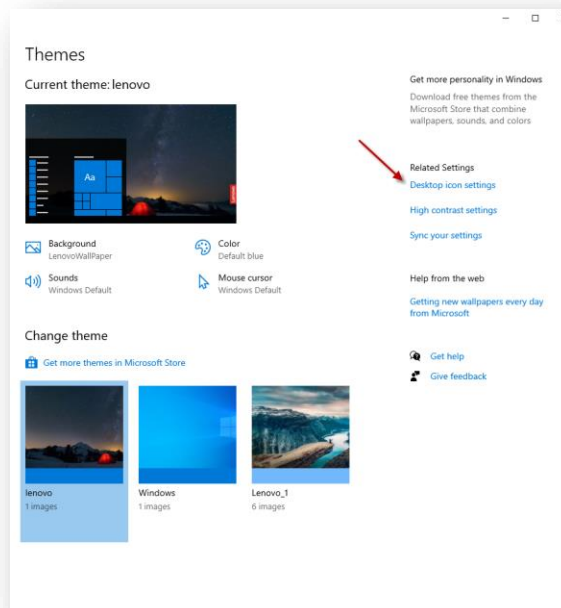 Themes
Current theme: lenovo
Aa
Background
LenovoWallPaper
Color
Default blue
Sounds
Windows Default
Mouse cursor
Windows Default
Change theme
Get more themes in Microsoft Store
lenovo
1 images
Windows
1 images
Lenovo_1
6 images
Get more personality in Windows
Download free themes from the
Microsoft Store that combine
wallpapers, sounds, and colors
Related Settings
Desktop icon settings
High contrast settings
Sync your settings
Help from the web
Getting new wallpapers every day
from Microsoft
Get help
Give feedback